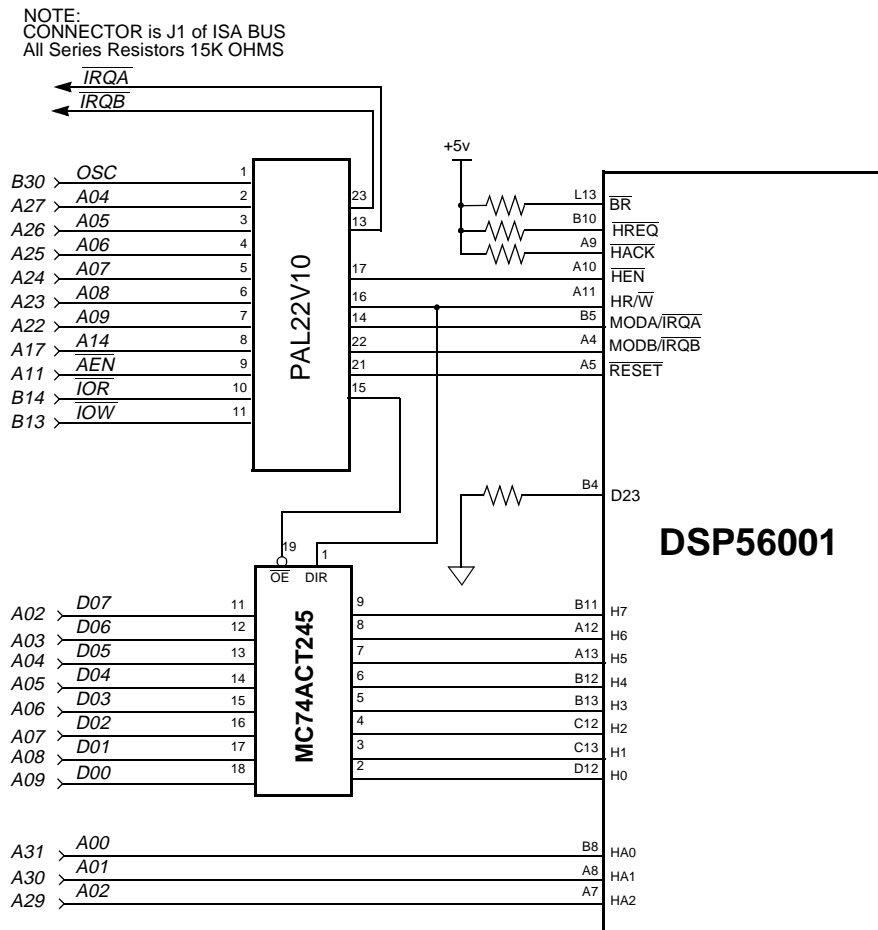 NOTE:
CONNECTOR is J1 of ISA BUS
All Series Resistors 15K OHMS
IRQA
IRQB
+5v
B30 OSC 1
A27 A04 2
A26 A05 3
A25 A06 4
A24 A07 5
A23 A08 6
A22 A09 7
A17 A14 8
A11 AEN 9
B14 IOR 10
B13 IOW 11
PAL22V10
23
13
17
16
14
22
21
15
L13 BR
B10 HREQ
A9 HACK
A10 HEN
A11 HR/W
B5 MODA/IRQA
A4 MODB/IRQB
A5 RESET
B4 D23
DSP56001
19 1
OE DIR
MC74ACT245
A02 D07 11
A03 D06 12
A04 D05 13
A05 D04 14
A06 D03 15
A07 D02 16
A08 D01 17
A09 D00 18
9 B11 H7
8 A12 H6
7 A13 H5
6 B12 H4
5 B13 H3
4 C12 H2
3 C13 H1
2 D12 H0
A31 A00 B8 HA0
A30 A01 A8 HA1
A29 A02 A7 HA2